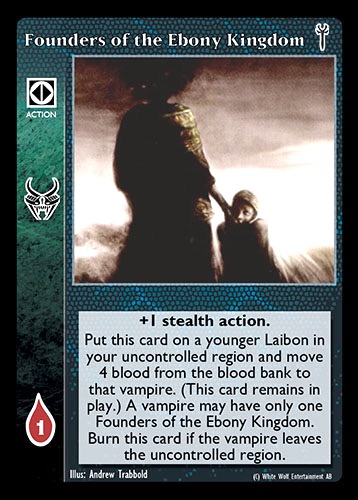 Founders of the Ebony Kingdom
ACTION
+1 stealth action.
Put this card on a younger Laibon in
your uncontrolled region and move
4 blood from the blood bank to
that vampire. (This card remains in
play.) A vampire may have only one
Founders of the Ebony Kingdom.
Burn this card if the vampire leaves
the uncontrolled region.
1
Illus: Andrew Trabbold
(C) White Wolf Entertainment AB